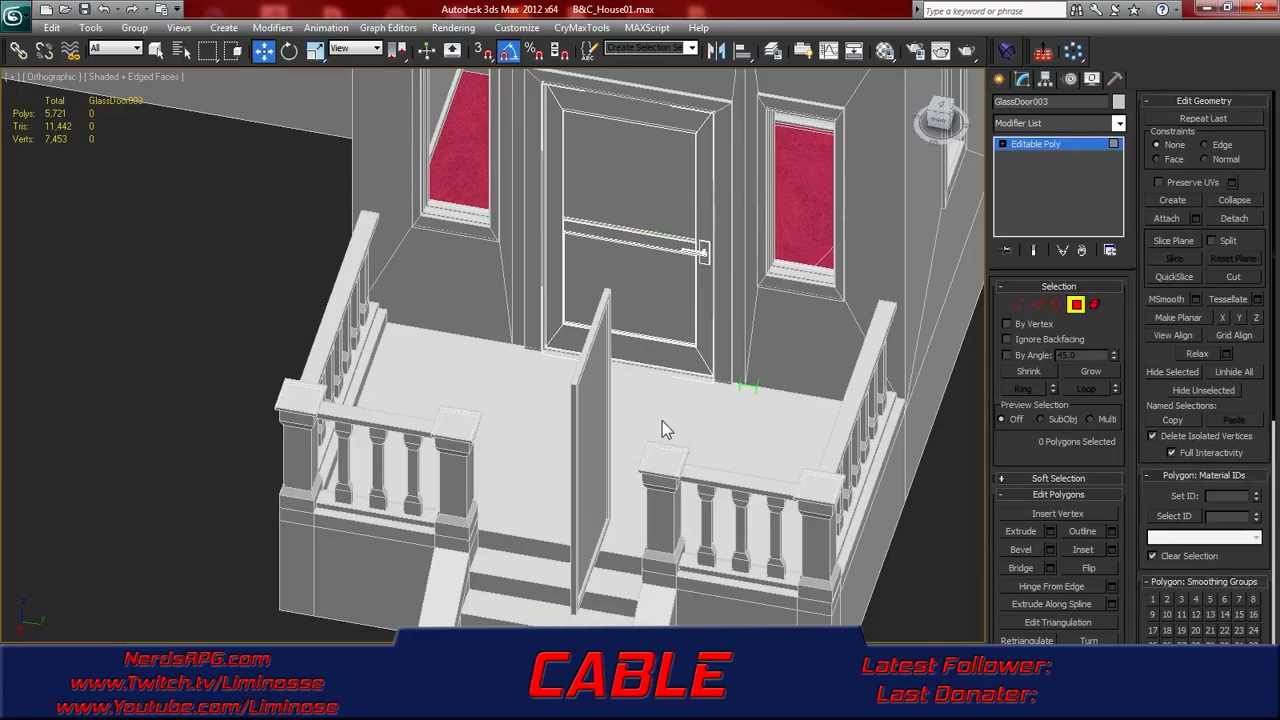 Autodesk 3ds Max 2012 x64    B&C_House01.max
Type a keyword or phrase
Edit Tools Group Views Create Modifiers Animation Graph Editors Rendering Customize CryMaxTools MAXScript Help
All View Create Selection Se
[ + ] [ Orthographic ] [ Shaded + Edged Faces ]
Total GlassDoor003
Polys: 5,721 0
Tris: 11,442 0
Verts: 7,453 0
GlassDoor003
Modifier List
Editable Poly
Selection
By Vertex
Ignore Backfacing
By Angle: 45.0
Shrink Grow
Ring Loop
Preview Selection
Off SubObj Multi
0 Polygons Selected
Soft Selection
Edit Polygons
Insert Vertex
Extrude Outline
Bevel Inset
Bridge Flip
Hinge From Edge
Extrude Along Spline
Edit Triangulation
Retriangulate Turn
Edit Geometry
Repeat Last
Constraints
None Edge
Face Normal
Preserve UVs
Create Collapse
Attach Detach
Slice Plane Split
Slice Reset Plane
QuickSlice Cut
MSmooth Tessellate
Make Planar X Y Z
View Align Grid Align
Relax
Hide Selected Unhide All
Hide Unselected
Named Selections:
Copy Paste
Delete Isolated Vertices
Full Interactivity
Polygon: Material IDs
Set ID:
Select ID
Clear Selection
Polygon: Smoothing Groups
1 2 3 4 5 6 7 8
9 10 11 12 13 14 15 16
17 18 19 20 21 22 23 24
NerdsRPG.com
www.Twitch.tv/Liminosse
www.Youtube.com/Liminose
CABLE
Latest Follower:
Last Donater: